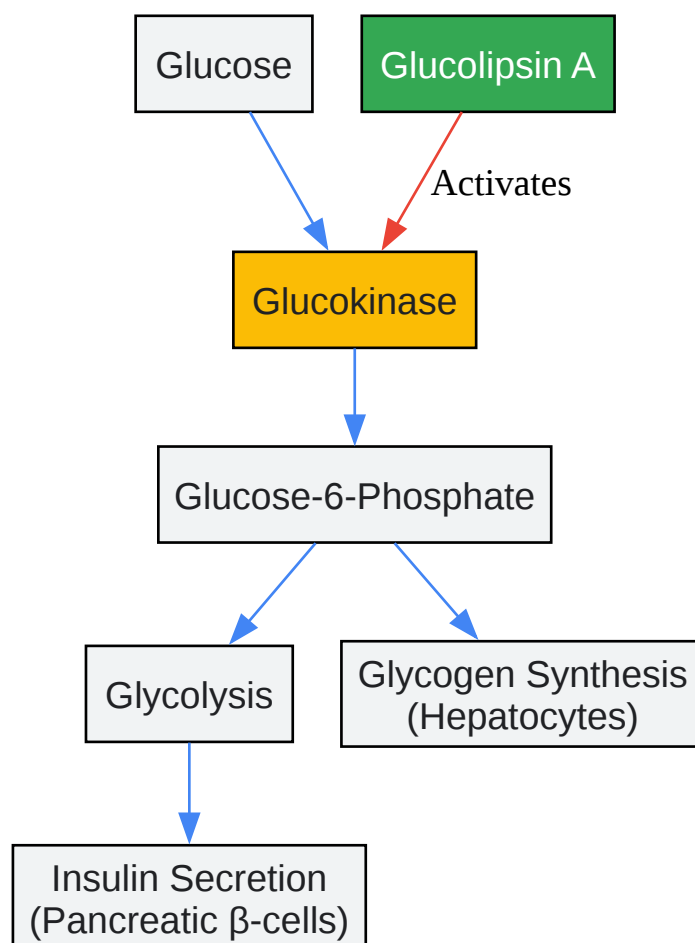 Glucose
Glucolipsin A
Activates
Glucokinase
Glucose-6-Phosphate
Glycolysis
Glycogen Synthesis
(Hepatocytes)
Insulin Secretion
(Pancreatic β-cells)